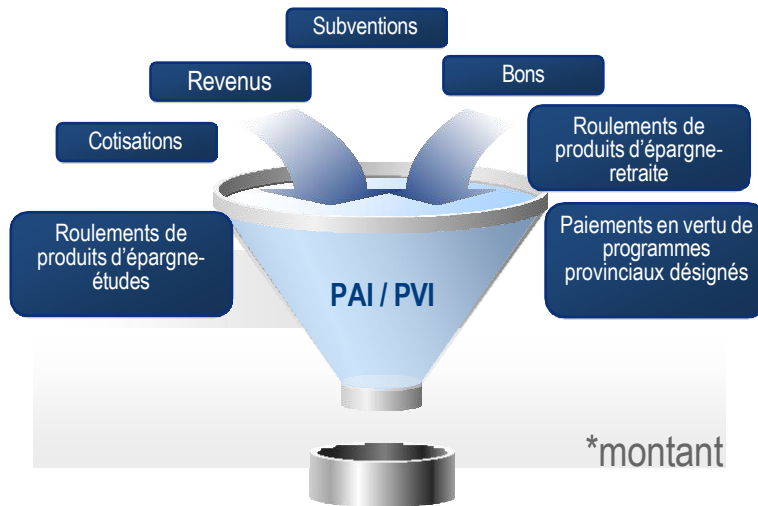 Subventions
Revenus
Bons
Cotisations
Roulements de
produits d'épargne-
retraite
Roulements de
produits d'épargne-
études
Paiements en vertu de
programmes
provinciaux désignés
PAI / PVI
*montant